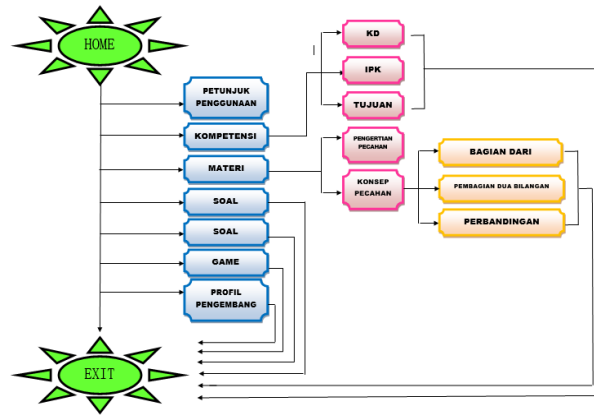 HOME
PETUNJUK
PENGGUNAAN
KOMPETENSI
MATERI
SOAL
SOAL
GAME
PROFIL
PENGEMBANG
KD
IPK
TUJUAN
PENGERTIAN
PECAHAN
KONSEP
PECAHAN
BAGIAN DARI
PEMBAGIAN DUA BILANGAN
PERBANDINGAN
EXIT